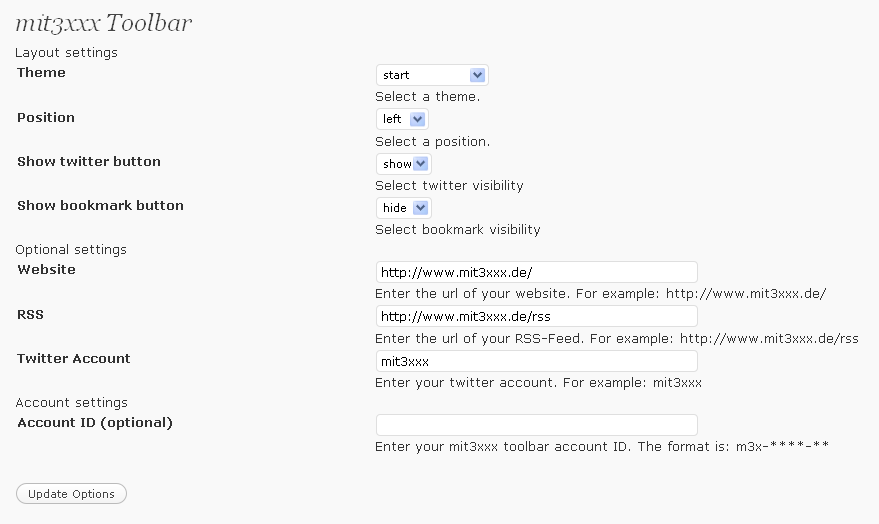 mit3xxx Toolbar
Layout settings
Theme
start
Select a theme.
Position
left
Select a position.
Show twitter button
show
Select twitter visibility
Show bookmark button
hide
Select bookmark visibility
Optional settings
Website
http://www.mit3xxx.de/
Enter the url of your website. For example: http://www.mit3xxx.de/
RSS
http://www.mit3xxx.de/rss
Enter the url of your RSS-Feed. For example: http://www.mit3xxx.de/rss
Twitter Account
mit3xxx
Enter your twitter account. For example: mit3xxx
Account settings
Account ID (optional)
Enter your mit3xxx toolbar account ID. The format is: m3x-****-**
Update Options